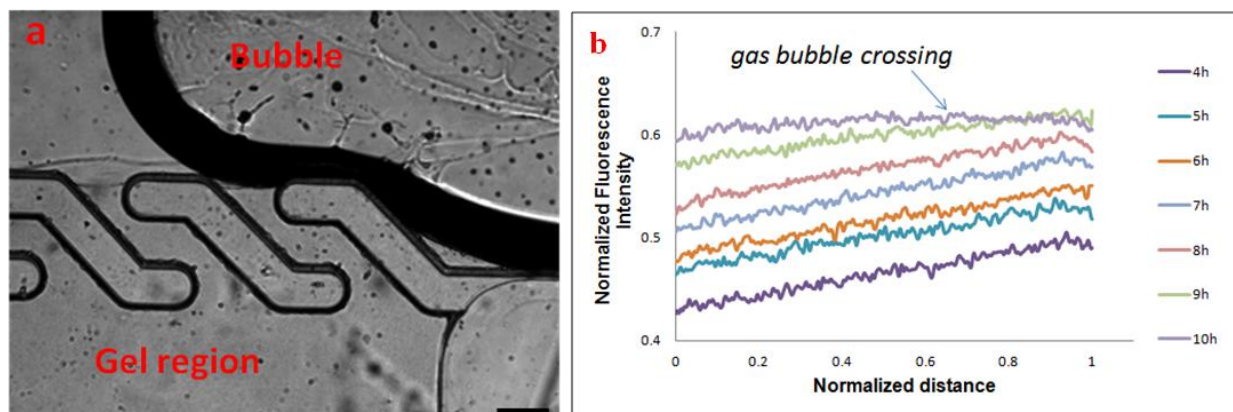 a
Bubble
Gel region
b
gas bubble crossing
Normalized Fluorescence
Intensity
0.7
0.6
0.5
0.4
0
0.2
0.4
0.6
0.8
1
Normalized distance
4h
5h
6h
7h
8h
9h
10h